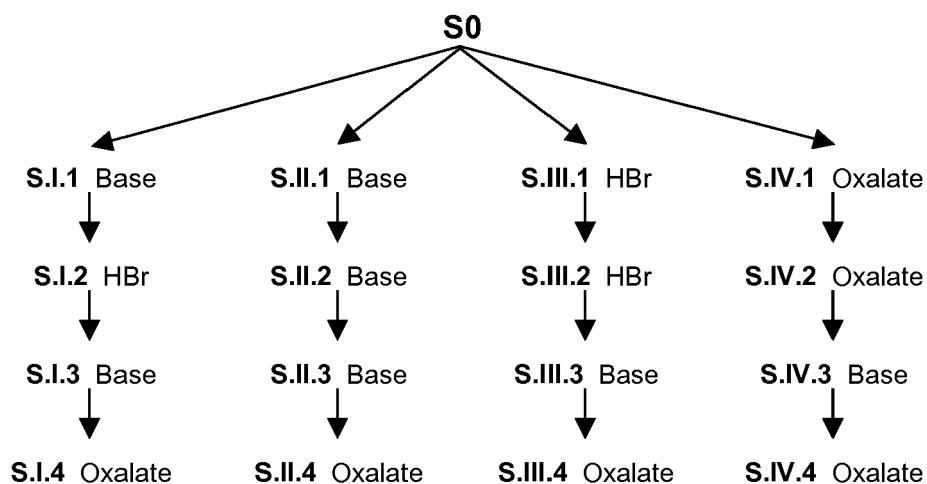 S0
S.I.1 Base S.II.1 Base S.III.1 HBr S.IV.1 Oxalate
S.I.2 HBr S.II.2 Base S.III.2 HBr S.IV.2 Oxalate
S.I.3 Base S.II.3 Base S.III.3 Base S.IV.3 Base
S.I.4 Oxalate S.II.4 Oxalate S.III.4 Oxalate S.IV.4 Oxalate